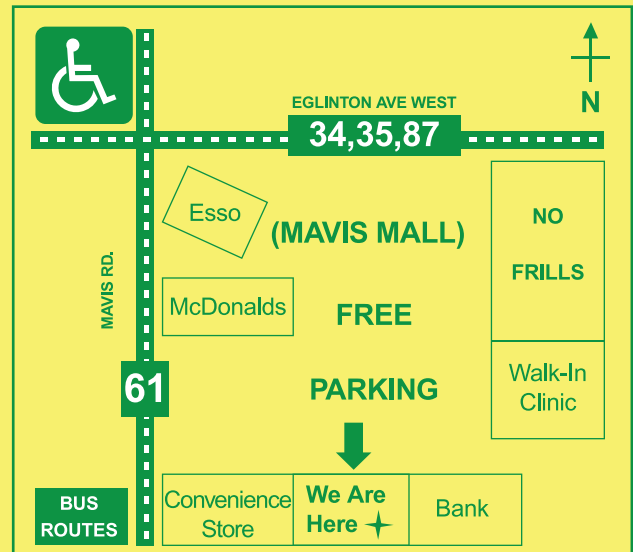 EGLINTON AVE WEST
34,35,87
N
Esso
(MAVIS MALL)
NO
FRILLS
MAVIS RD.
McDonalds
FREE
61
PARKING
Walk-In
Clinic
BUS
ROUTES
Convenience
Store
We Are
Here
Bank